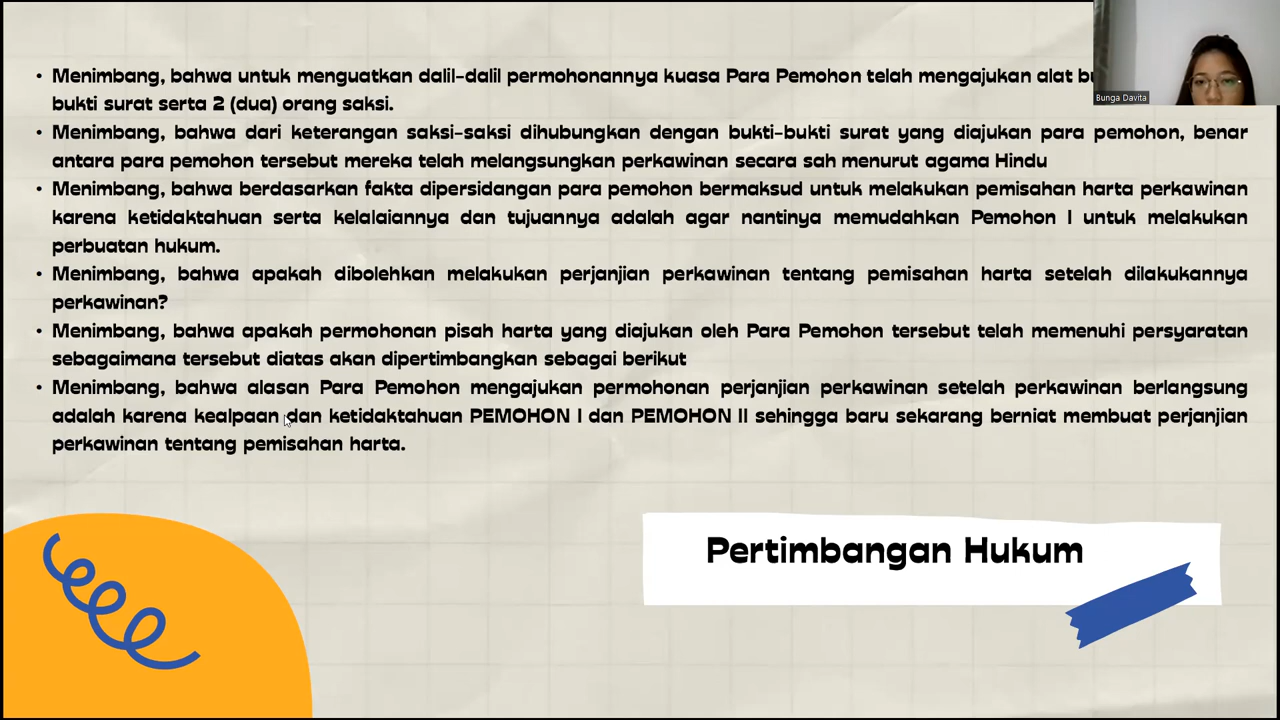 • Menimbang, bahwa untuk menguatkan dalil-dalil permohonannya kuasa Para Pemohon telah mengajukan alat
bukti surat serta 2 (dua) orang saksi.
• Menimbang, bahwa dari keterangan saksi-saksi dihubungkan dengan bukti-bukti surat yang diajukan para pemohon, benar
antara para pemohon tersebut mereka telah melangsungkan perkawinan secara sah menurut agama Hindu
• Menimbang, bahwa berdasarkan fakta dipersidangan para pemohon bermaksud untuk melakukan pemisahan harta perkawinan
karena ketidaktahuan serta kelalaiannya dan tujuannya adalah agar nantinya memudahkan Pemohon I untuk melakukan
perbuatan hukum.
• Menimbang, bahwa apakah dibolehkan melakukan perjanjian perkawinan tentang pemisahan harta setelah dilakukannya
perkawinan?
• Menimbang, bahwa apakah permohonan pisah harta yang diajukan oleh Para Pemohon tersebut telah memenuhi persyaratan
sebagaimana tersebut diatas akan dipertimbangkan sebagai berikut
• Menimbang, bahwa alasan Para Pemohon mengajukan permohonan perjanjian perkawinan setelah perkawinan berlangsung
adalah karena kealpaan dan ketidaktahuan PEMOHON I dan PEMOHON II sehingga baru sekarang berniat membuat perjanjian
perkawinan tentang pemisahan harta.
Pertimbangan Hukum
Bunga Davita